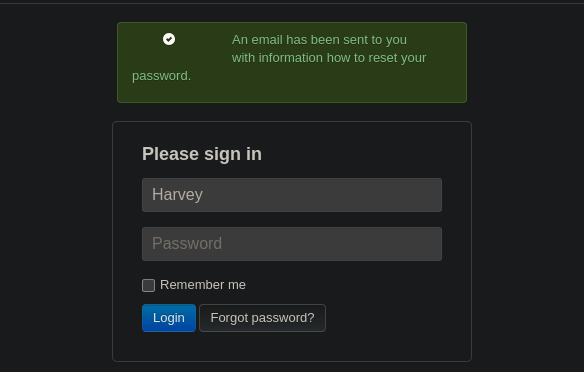 An email has been sent to you
with information how to reset your
password.
Please sign in
Harvey
Password
Remember me
Login Forgot password?